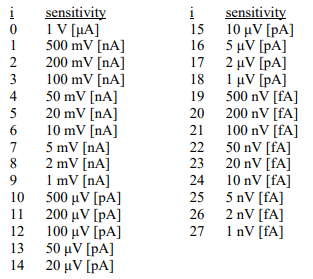 i sensitivity
0 1 V [µA]
1 500 mV [nA]
2 200 mV [nA]
3 100 mV [nA]
4 50 mV [nA]
5 20 mV [nA]
6 10 mV [nA]
7 5 mV [nA]
8 2 mV [nA]
9 1 mV [nA]
10 500 µV [pA]
11 200 µV [pA]
12 100 µV [pA]
13 50 µV [pA]
14 20 µV [pA]
i sensitivity
15 10 µV [pA]
16 5 µV [pA]
17 2 µV [pA]
18 1 µV [pA]
19 500 nV [fA]
20 200 nV [fA]
21 100 nV [fA]
22 50 nV [fA]
23 20 nV [fA]
24 10 nV [fA]
25 5 nV [fA]
26 2 nV [fA]
27 1 nV [fA]